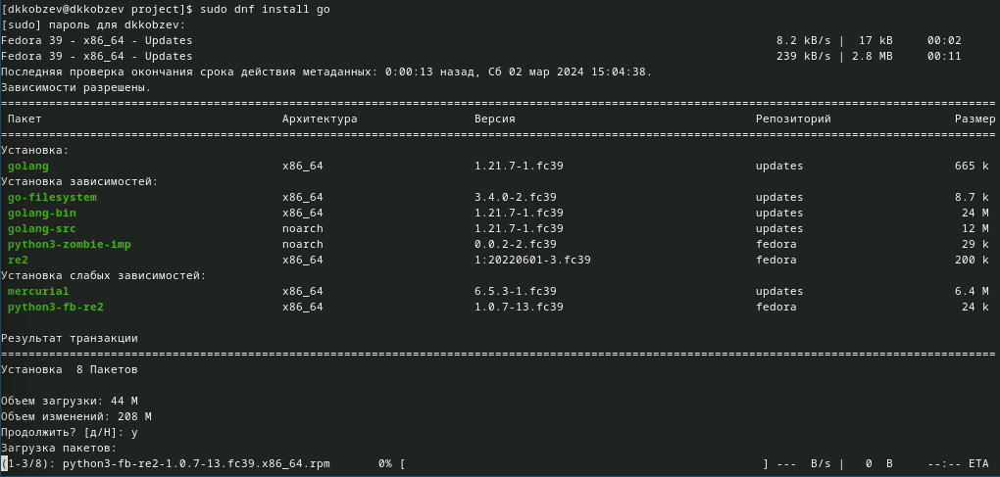 [dkkobzev@dkkobzev project]$ sudo dnf install go
[sudo] пароль для dkkobzev:
Fedora 39 - x86_64 - Updates 8.2 kB/s | 17 kB 00:02
Fedora 39 - x86_64 - Updates 239 kB/s | 2.8 MB 00:11
Последняя проверка окончания срока действия метаданных: 0:00:13 назад, Сб 02 мар 2024 15:04:38.
Зависимости разрешены.
================================================================================
Пакет Архитектура Версия Репозиторий Размер
================================================================================
Установка:
golang x86_64 1.21.7-1.fc39 updates 665 k
Установка зависимостей:
go-filesystem x86_64 3.4.0-2.fc39 updates 8.7 k
golang-bin x86_64 1.21.7-1.fc39 updates 24 M
golang-src noarch 1.21.7-1.fc39 updates 12 M
python3-zombie-imp noarch 0.0.2-2.fc39 fedora 29 k
re2 x86_64 1:20220601-3.fc39 fedora 200 k
Установка слабых зависимостей:
mercurial x86_64 6.5.3-1.fc39 updates 6.4 M
python3-fb-re2 x86_64 1.0.7-13.fc39 fedora 24 k
Результат транзакции
================================================================================
Установка 8 Пакетов
Объем загрузки: 44 M
Объем изменений: 208 M
Продолжить? [д/Н]: y
Загрузка пакетов:
(1-3/8): python3-fb-re2-1.0.7-13.fc39.x86_64.rpm 0% [ ] --- B/s | 0 B --:-- ETA